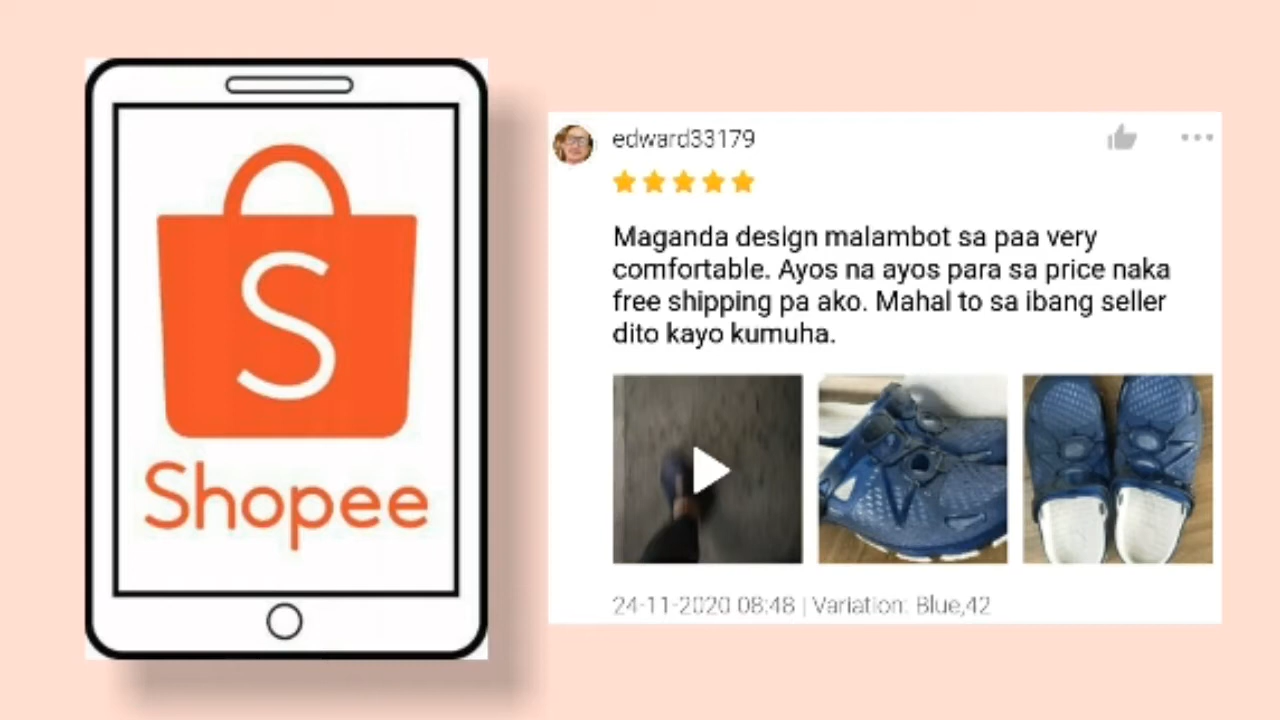 S
Shopee
edward33179
Maganda design malambot sa paa very
comfortable. Ayos na ayos para sa price naka
free shipping pa ako. Mahal to sa ibang seller
dito kayo kumuha.
24-11-2020 08:48 | Variation: Blue,42